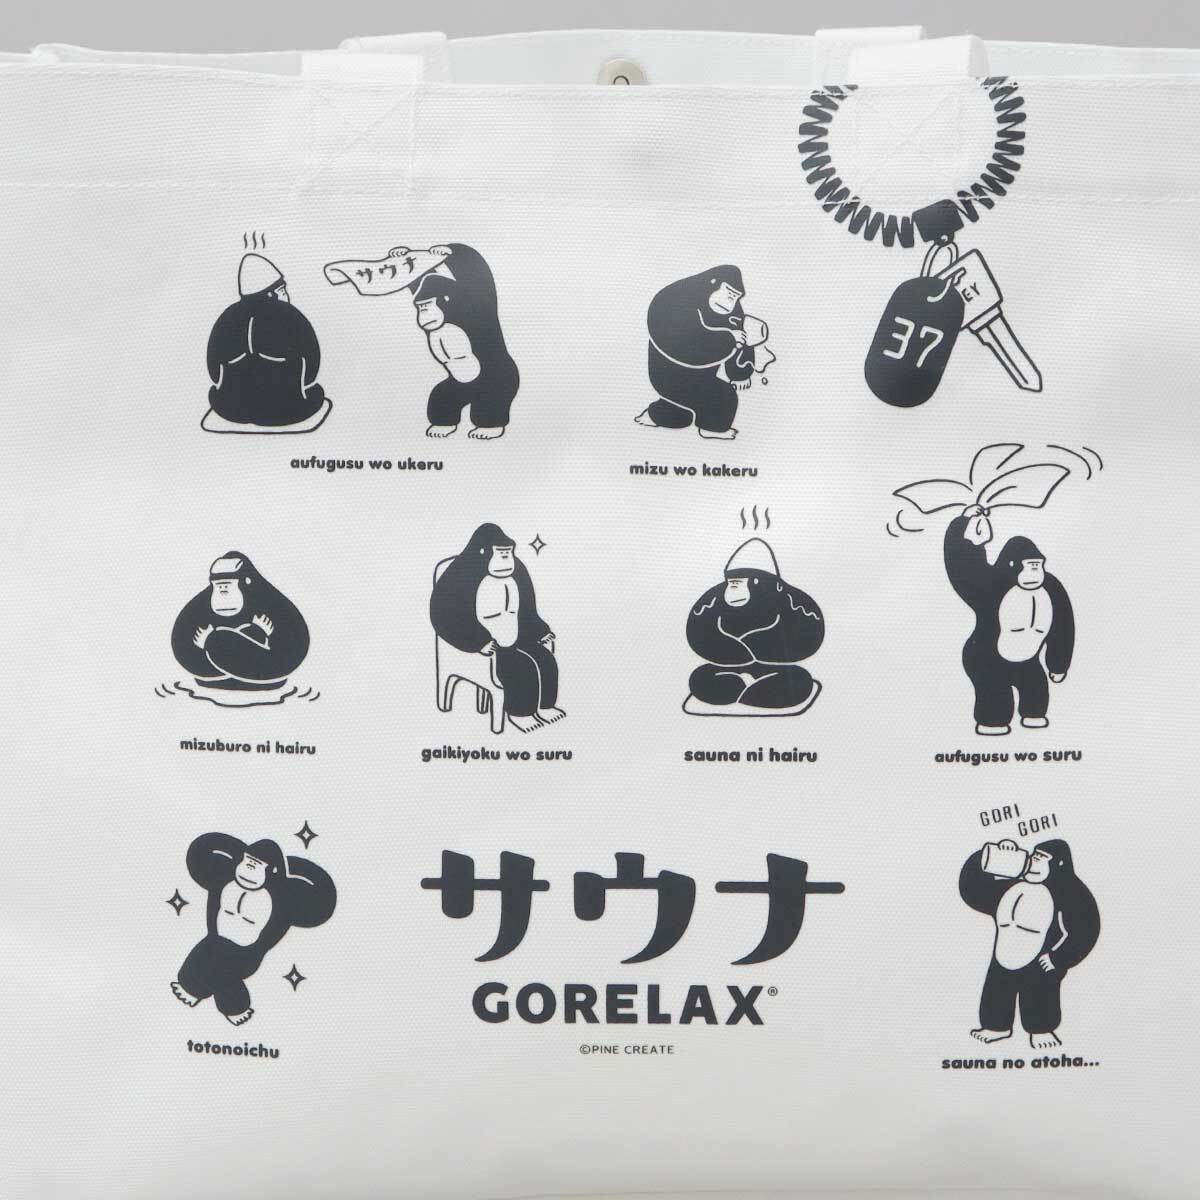 サウナ
37
EY
aufugusu wo ukeru
mizu wo kakeru
mizuburo ni hairu
gaikiyoku wo suru
sauna ni hairu
aufugusu wo suru
GORI
GORI
totonoichu
サウナ
GORELAX®
©PINE CREATE
sauna no atoha...